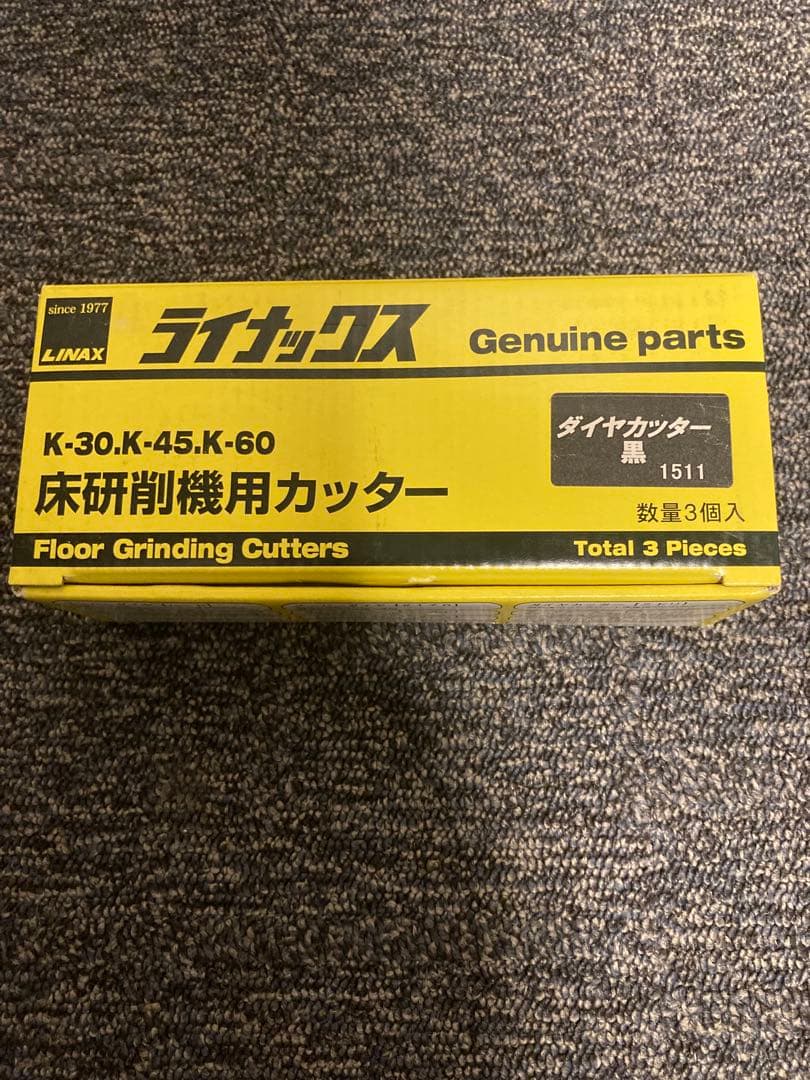 since 1977
LINAX
ライナックス
Genuine parts
K-30.K-45.K-60
床研削機用カッター
ダイヤカッター
黒
1511
数量3個入
Floor Grinding Cutters
Total 3 Pieces